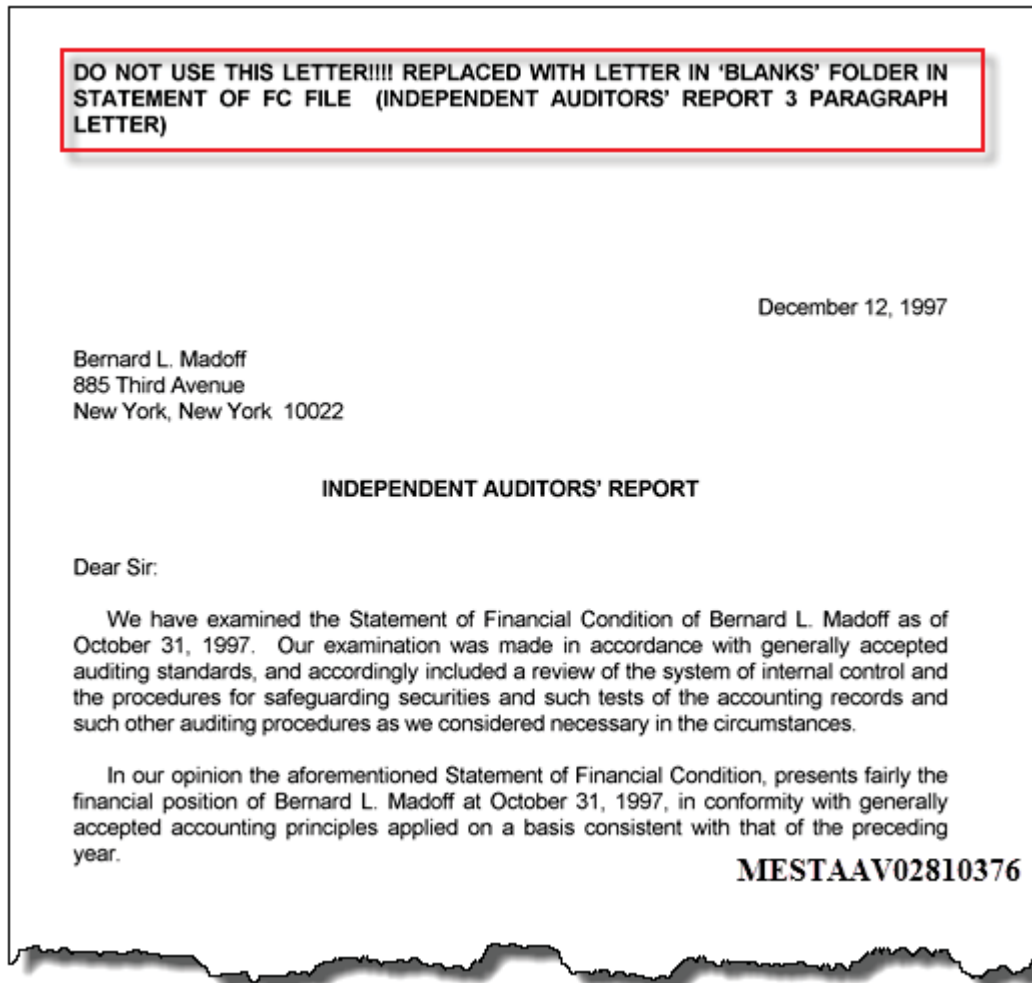 DO NOT USE THIS LETTER!!!! REPLACED WITH LETTER IN ‘BLANKS’ FOLDER IN
STATEMENT OF FC FILE (INDEPENDENT AUDITORS’ REPORT 3 PARAGRAPH
LETTER)
December 12, 1997
Bernard L. Madoff
885 Third Avenue
New York, New York 10022
INDEPENDENT AUDITORS’ REPORT
Dear Sir:
We have examined the Statement of Financial Condition of Bernard L. Madoff as of
October 31, 1997. Our examination was made in accordance with generally accepted
auditing standards, and accordingly included a review of the system of internal control and
the procedures for safeguarding securities and such tests of the accounting records and
such other auditing procedures as we considered necessary in the circumstances.
In our opinion the aforementioned Statement of Financial Condition, presents fairly the
financial position of Bernard L. Madoff at October 31, 1997, in conformity with generally
accepted accounting principles applied on a basis consistent with that of the preceding
year.
MESTAAV02810376